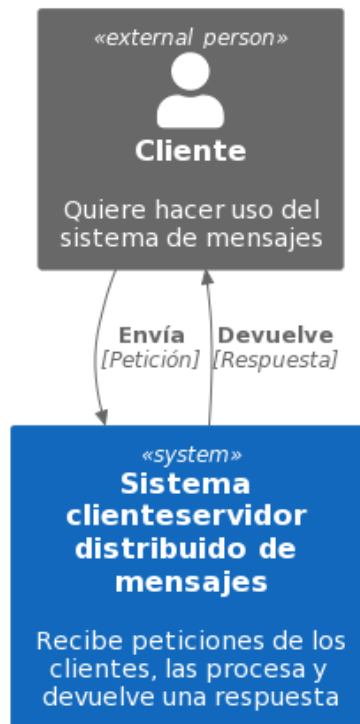 «external person»
Cliente
Quiere hacer uso del
sistema de mensajes
Envía
[Petición]
Devuelve
[Respuesta]
«system»
Sistema
clienteservidor
distribuido de
mensajes
Recibe peticiones de los
clientes, las procesa y
devuelve una respuesta